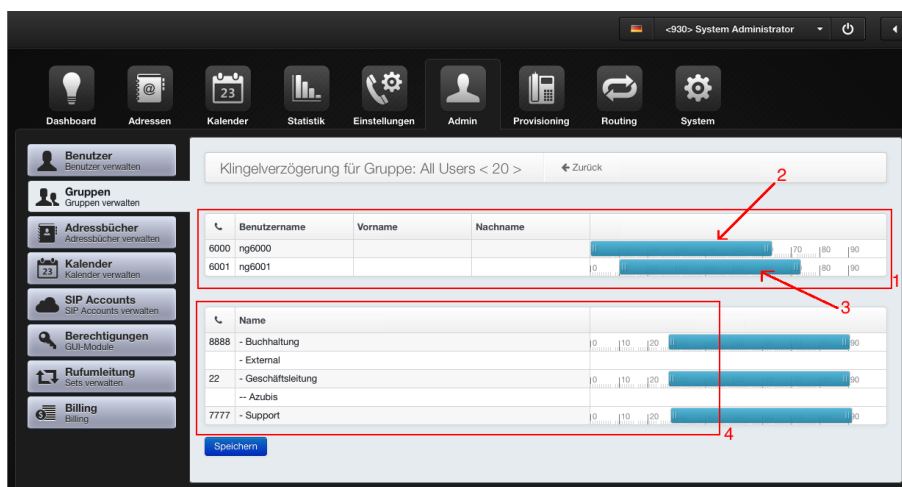 <930> System Administrator
23
@
Dashboard Adressen Kalender Statistik Einstellungen Admin Provisioning Routing System
Benutzer
Benutzer verwalten
Gruppen
Gruppen verwalten
Adressbücher
Adressbücher verwalten
23
Kalender
Kalender verwalten
SIP Accounts
SIP Accounts verwalten
Berechtigungen
GUI-Module
Rufumleitung
Sets verwalten
Billing
Billing
Klingelverzögerung für Gruppe: All Users < 20 > Zurück
2
Benutzername Vorname Nachname
6000 ng6000 70 80 90
6001 ng6001 0 80 90
1
3
Name
8888 - Buchhaltung 0 10 20 90
- External
22 - Geschäftsleitung 0 10 20 90
-- Azubis
7777 - Support 0 10 20
4
Speichern